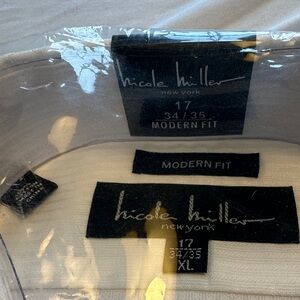 nicole miller
new york
17
34/35
MODERN FIT
MODERN FIT
nicole miller
new york
17
34/35
XL